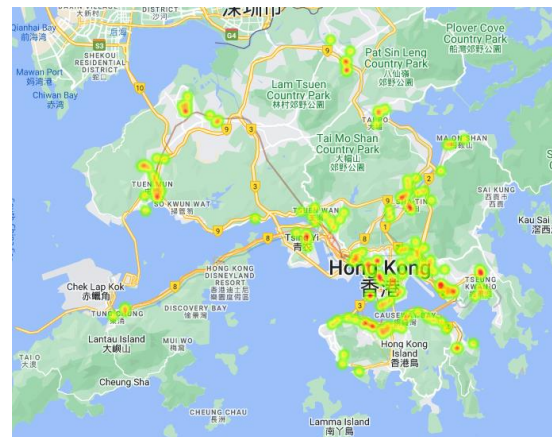 深圳市
Qianhai Bay
前海湾
SHEKOU
RESIDENTIAL
DISTRICT
Mawan Port
妈湾港
Chiwan Bay
赤湾
Plover Cove
Country Park
船灣郊野公園
Pat Sin Leng
Country Park
八仙嶺
郊野公園
Lam Tsuen
Country Park
林村郊野公園
Tai Mo Shan
Country Park
大帽山
郊野公園
MA ON SHAN
SAI KUNG
西貢市
Kau Sai
TUEN MUN
SO KWUN WAT
掃管笏
Tsing Yi
HONG KONG
DISNEYLAND
RESORT
香港迪士尼
樂園度假區
Hong Kong
香港
TSEUNG
KWAN O
Chek Lap Kok
赤鱲角
DISCOVERY BAY
愉景灣
CAUSEWAY BAY
Lantau Island
大嶼山
MUI WO
梅窩
TAI O
大澳
Cheung Sha
Hong Kong
Island
香港島
CHEUNG CHAU
長洲
Lamma Island
南丫島